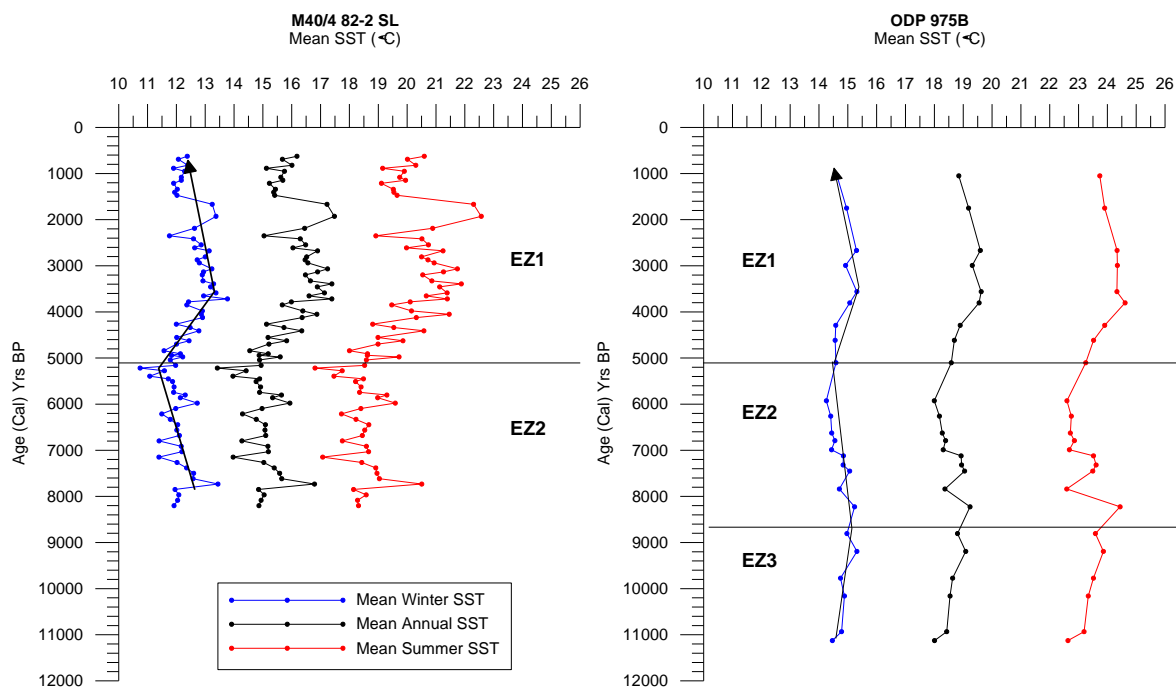 M40/4 82-2 SL
Mean SST (°C)
10 11 12 13 14 15 16 17 18 19 20 21 22 23 24 25 26
0
1000
2000
3000
4000
5000
6000
7000
8000
9000
10000
11000
12000
Age (Cal) Yrs BP
EZ1
EZ2
Mean Winter SST
Mean Annual SST
Mean Summer SST
ODP 975B
Mean SST (°C)
10 11 12 13 14 15 16 17 18 19 20 21 22 23 24 25 26
0
1000
2000
3000
4000
5000
6000
7000
8000
9000
10000
11000
12000
Age (Cal) Yrs BP
EZ1
EZ2
EZ3